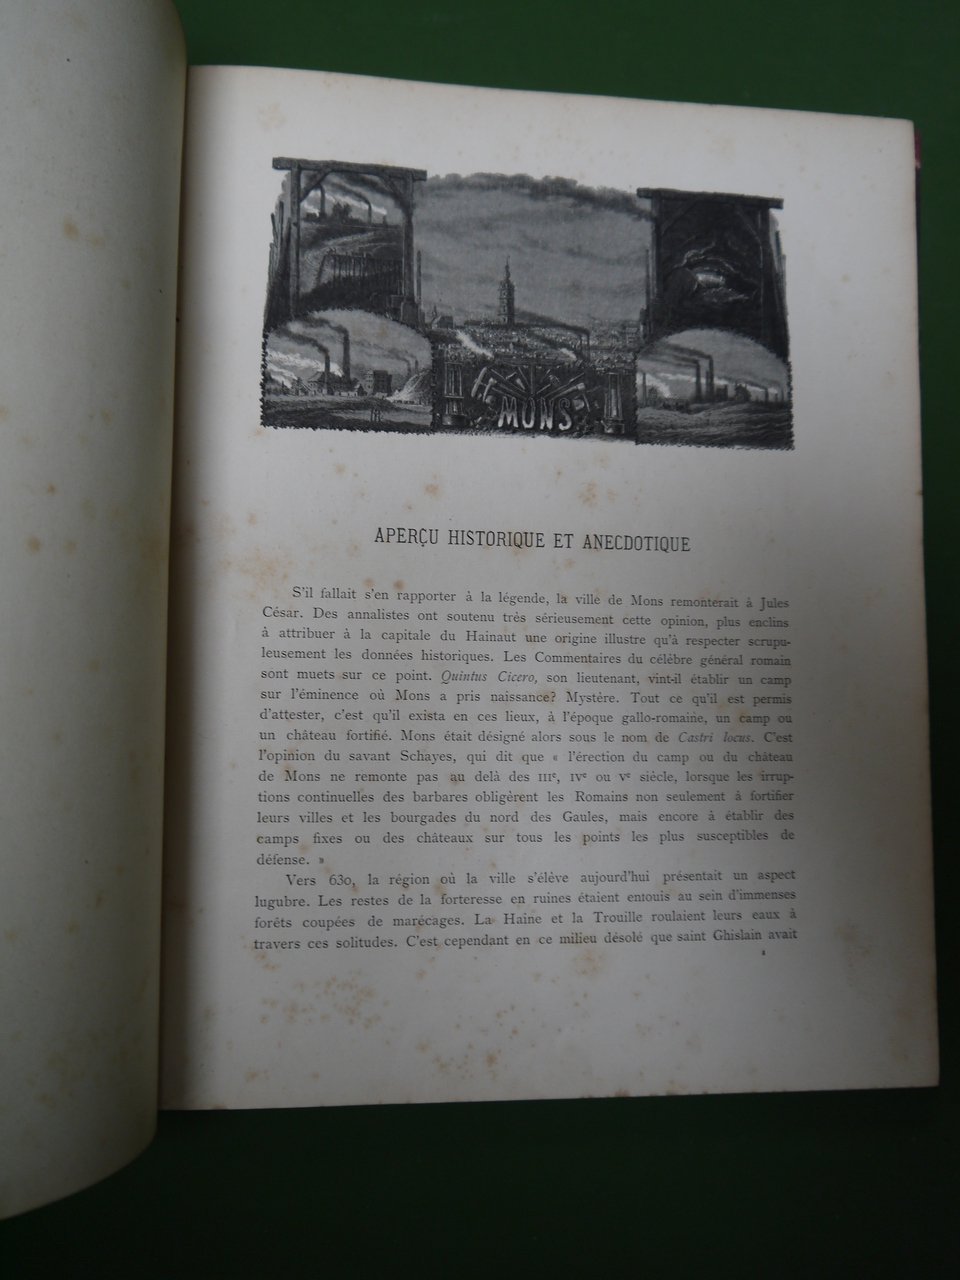 MONS
APERÇU HISTORIQUE ET ANECDOTIQUE
S'il fallait s'en rapporter à la légende, la ville de Mons remonterait à Jules
César. Des annalistes ont soutenu très sérieusement cette opinion, plus enclins
à attribuer à la capitale du Hainaut une origine illustre qu'à respecter scrupu-
leusement les données historiques. Les Commentaires du célèbre général romain
sont muets sur ce point. Quintus Cicero, son lieutenant, vint-il établir un camp
sur l'éminence où Mons a pris naissance? Mystère. Tout ce qu'il est permis
d'attester, c'est qu'il exista en ces lieux, à l'époque gallo-romaine, un camp ou
un château fortifié. Mons était désigné alors sous le nom de Castri locus. C'est
l'opinion du savant Schayes, qui dit que « l'érection du camp ou du château
de Mons ne remonte pas au delà des IIIe, IVe ou Ve siècle, lorsque les irrup-
tions continuelles des barbares obligèrent les Romains non seulement à fortifier
leurs villes et les bourgades du nord des Gaules, mais encore à établir des
camps fixes ou des châteaux sur tous les points les plus susceptibles de
défense. »
Vers 630, la région où la ville s'élève aujourd'hui présentait un aspect
lugubre. Les restes de la forteresse en ruines étaient enfouis au sein d'immenses
forêts coupées de marécages. La Haine et la Trouille roulaient leurs eaux à
travers ces solitudes. C'est cependant en ce milieu désolé que saint Ghislain avait